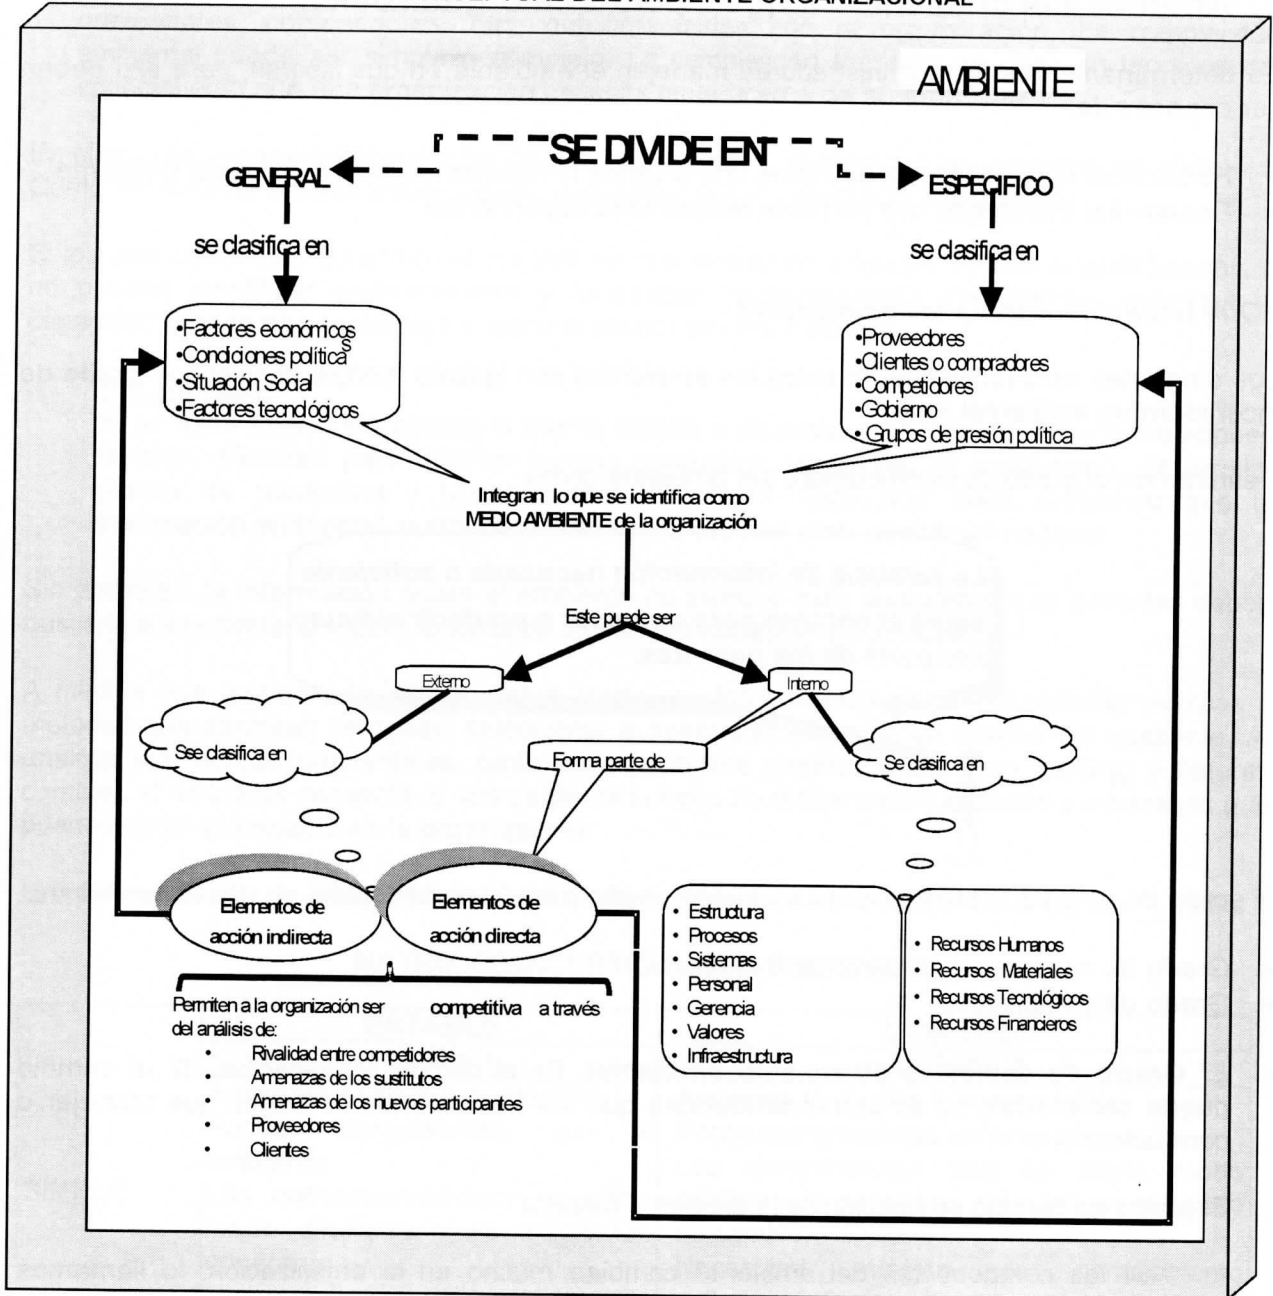 DEL AMBIENTE ORGANIZACIONAL
AMBIENTE
SE DIVIDE EN
GENERAL
ESPECIFICO
se clasifica en
se clasifica en
•Factores económicos
•Condiciones políticas
•Situación Social
•Factores tecnológicos
•Proveedores
•Clientes o compradores
•Competidores
•Gobierno
• Grupos de presión política
Integran lo que se identifica como
MEDIO AMBIENTE de la organización
Este puede ser
Externo
Interno
Sse clasifica en
Forma parte de
Se clasifica en
Elementos de
acción indirecta
Elementos de
acción directa
• Estructura
• Procesos
• Sistemas
• Personal
• Gerencia
• Valores
• Infraestructura
• Recursos Humanos
• Recursos Materiales
• Recursos Tecnológicos
• Recursos Financieros
Permiten a la organización ser competitiva a través
del análisis de:
• Rivalidad entre competidores
• Amenazas de los sustitutos
• Amenazas de los nuevos participantes
• Proveedores
• Clientes